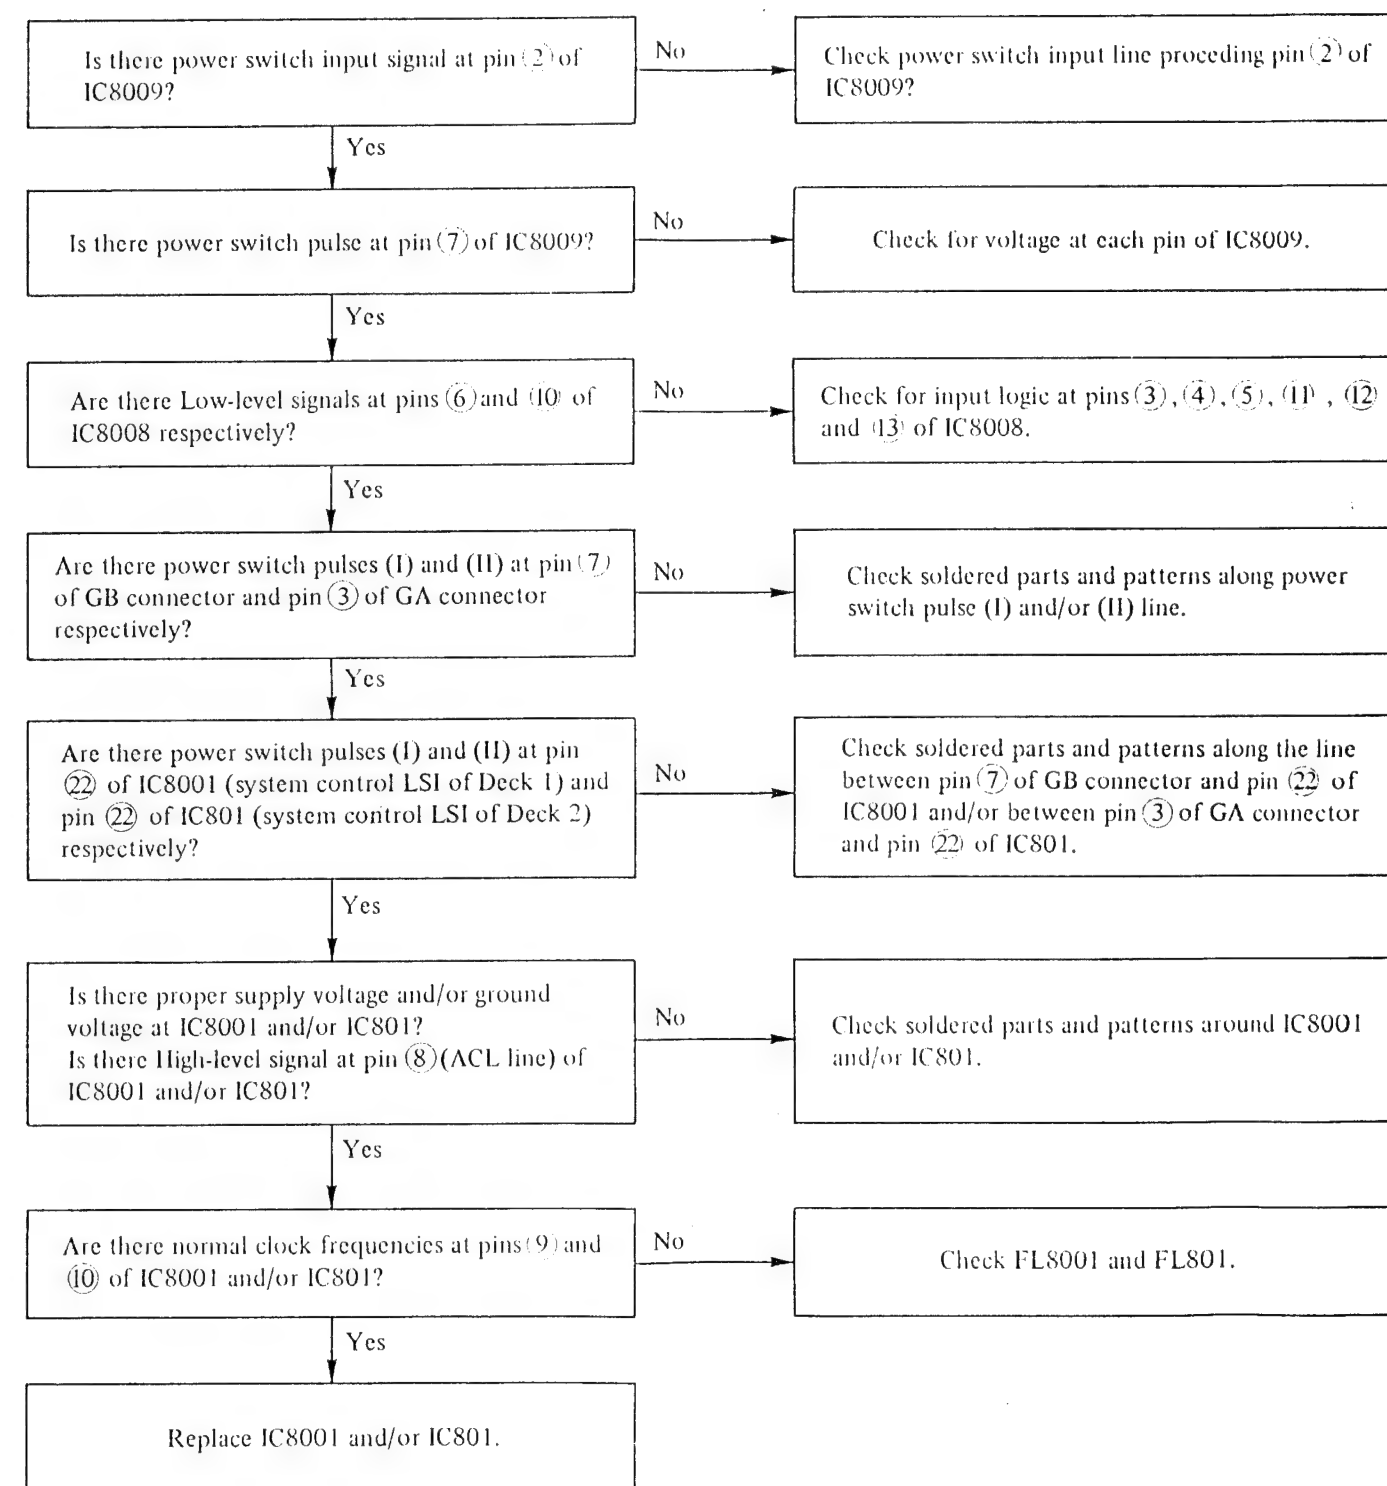 Is there power switch input signal at pin (2) of
IC8009?
No
Check power switch input line proceding pin (2) of
IC8009?
Yes
Is there power switch pulse at pin (7) of IC8009?
No
Check for voltage at each pin of IC8009.
Yes
Are there Low-level signals at pins (6) and (10) of
IC8008 respectively?
No
Check for input logic at pins (3), (4), (5), (11) , (12)
and (13) of IC8008.
Yes
Are there power switch pulses (I) and (II) at pin (7)
of GB connector and pin (3) of GA connector
respectively?
No
Check soldered parts and patterns along power
switch pulse (I) and/or (II) line.
Yes
Are there power switch pulses (I) and (II) at pin
(22) of IC8001 (system control LSI of Deck 1) and
pin (22) of IC801 (system control LSI of Deck 2)
respectively?
No
Check soldered parts and patterns along the line
between pin (7) of GB connector and pin (22) of
IC8001 and/or between pin (3) of GA connector
and pin (22) of IC801.
Yes
Is there proper supply voltage and/or ground
voltage at IC8001 and/or IC801?
Is there High-level signal at pin (8) (ACL line) of
IC8001 and/or IC801?
No
Check soldered parts and patterns around IC8001
and/or IC801.
Yes
Are there normal clock frequencies at pins (9) and
(10) of IC8001 and/or IC801?
No
Check FL8001 and FL801.
Yes
Replace IC8001 and/or IC801.